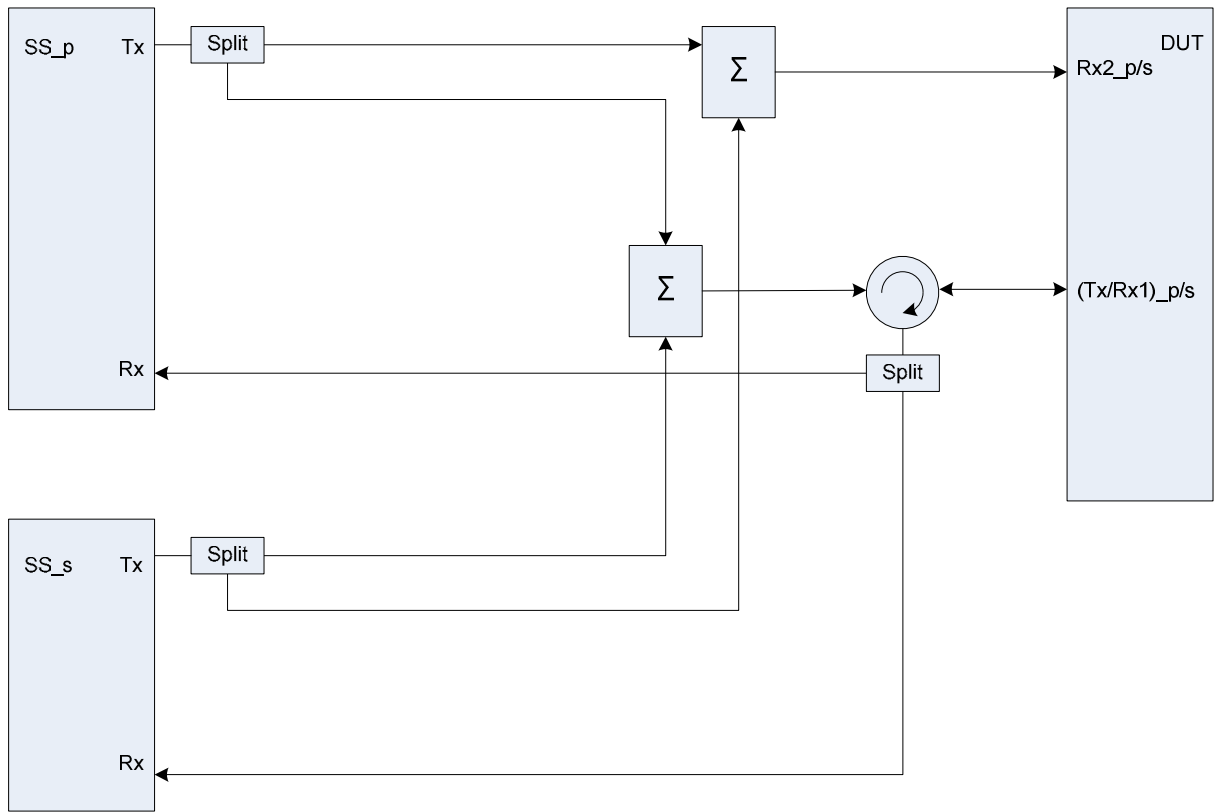 SS_p
Tx
Split
Σ
DUT
Rx2_p/s
Σ
(Tx/Rx1)_p/s
Rx
Split
SS_s
Tx
Split
Rx